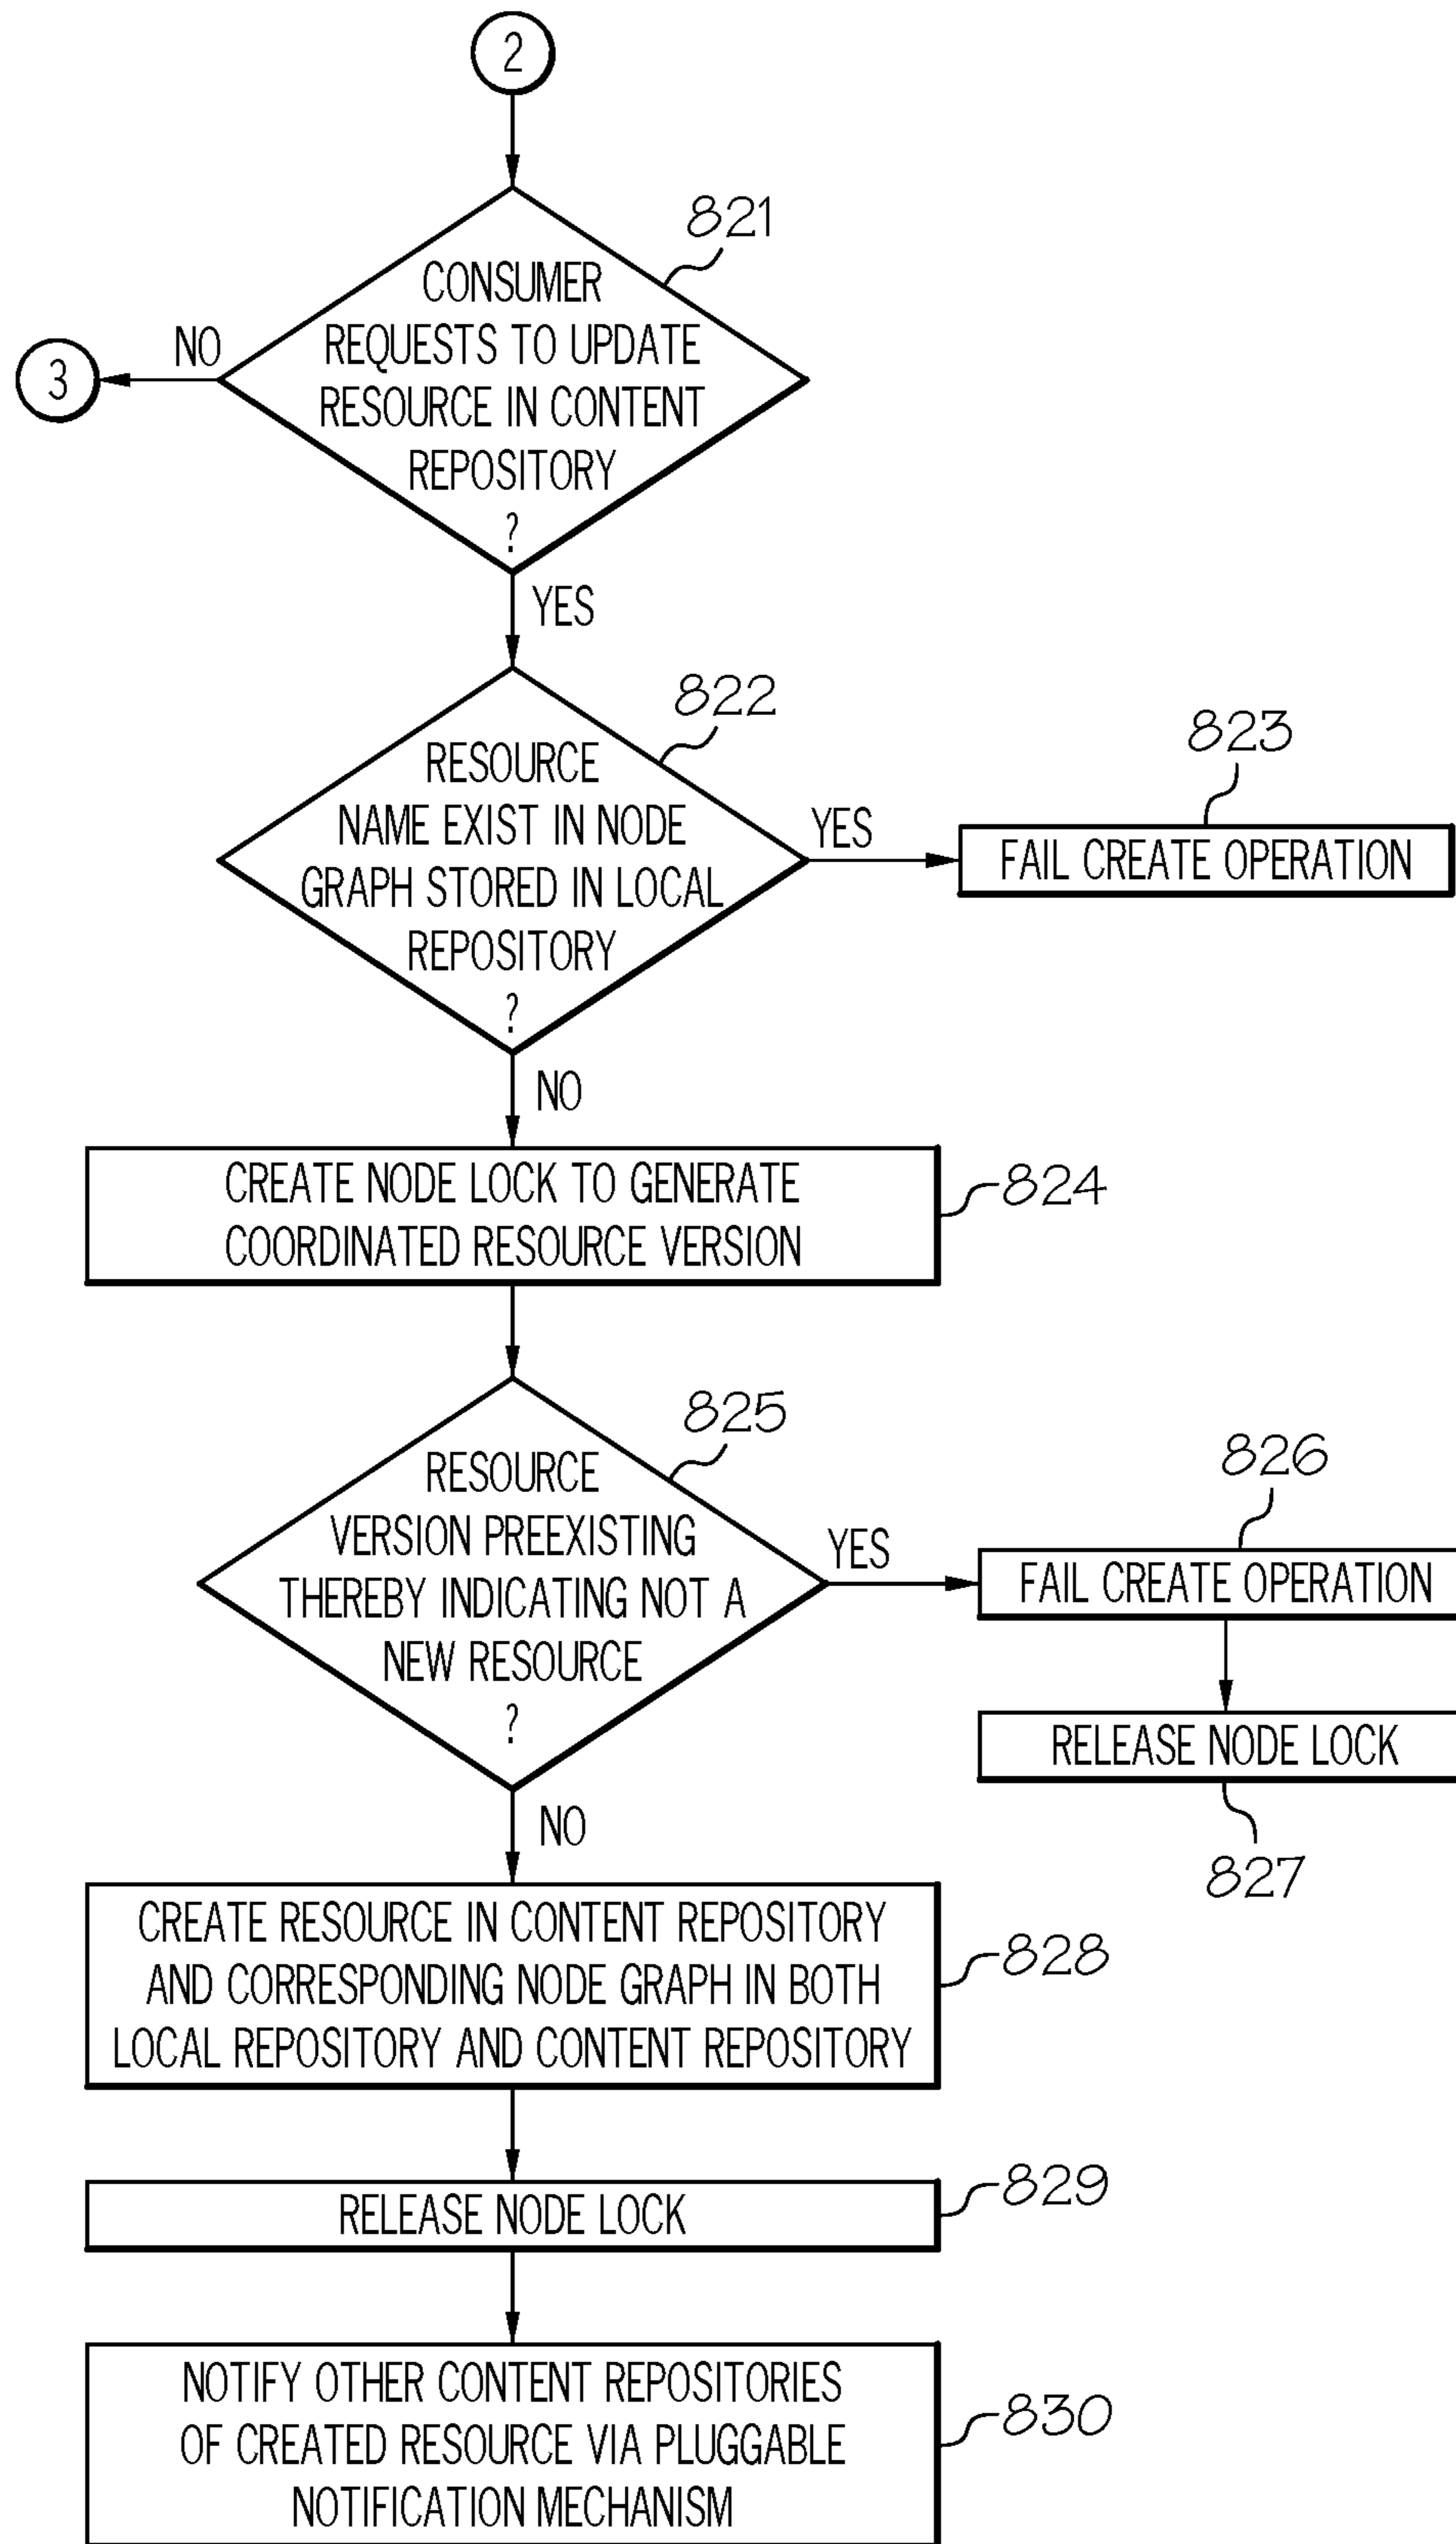 2
821
CONSUMER
REQUESTS TO UPDATE
RESOURCE IN CONTENT
REPOSITORY
?
NO
3
YES
822
RESOURCE
NAME EXIST IN NODE
GRAPH STORED IN LOCAL
REPOSITORY
?
YES
823
FAIL CREATE OPERATION
NO
CREATE NODE LOCK TO GENERATE
COORDINATED RESOURCE VERSION
824
825
RESOURCE
VERSION PREEXISTING
THEREBY INDICATING NOT A
NEW RESOURCE
?
YES
826
FAIL CREATE OPERATION
RELEASE NODE LOCK
827
NO
CREATE RESOURCE IN CONTENT REPOSITORY
AND CORRESPONDING NODE GRAPH IN BOTH
LOCAL REPOSITORY AND CONTENT REPOSITORY
828
RELEASE NODE LOCK
829
NOTIFY OTHER CONTENT REPOSITORIES
OF CREATED RESOURCE VIA PLUGGABLE
NOTIFICATION MECHANISM
830